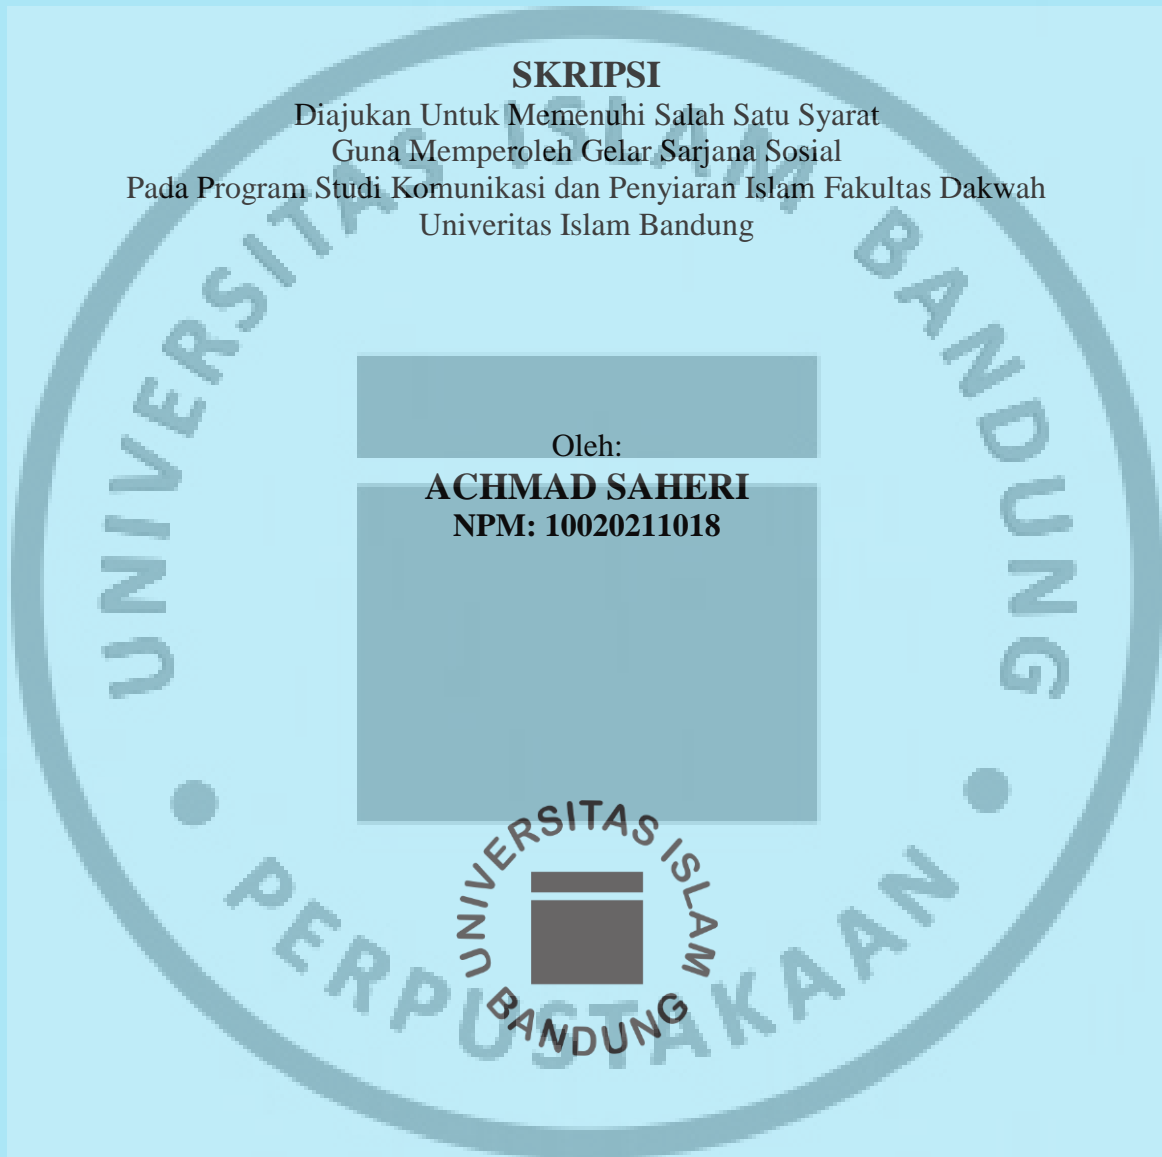 SKRIPSI
Diajukan Untuk Memenuhi Salah Satu Syarat
Guna Memperoleh Gelar Sarjana Sosial
Pada Program Studi Komunikasi dan Penyiaran Islam Fakultas Dakwah
Univeritas Islam Bandung
Oleh:
ACHMAD SAHERI
NPM: 10020211018
UNIVERSITAS ISLAM BANDUNG
UNIVERSITAS ISLAM BANDUNG
PERPUSTAKAAN